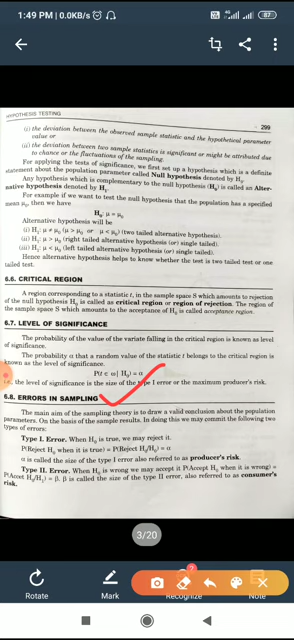 1:49 PM
4G
87
HYPOTHESIS TESTING
299
(i) the deviation between the observed sample statistic and the hypothetical parameter
value or
(ii) the deviation between two sample statistics is significant or might be attributed due
to chance or the fluctuations of the sampling.
For applying the tests of significance, we first set up a hypothesis which is a definite
statement about the population parameter called Null hypothesis denoted by H₀.
Any hypothesis which is complementary to the null hypothesis (H₀) is called an Alter-
native hypothesis denoted by H₁.
For example if we want to test the null hypothesis that the population has a specified
mean μ₀, then we have
H₀: μ = μ₀
Alternative hypothesis will be
(i) H₁: μ ≠ μ₀ (μ > μ₀ or μ < μ₀) (two tailed alternative hypothesis).
(ii) H₁: μ > μ₀ (right tailed alternative hypothesis (or) single tailed).
(iii) H₁: μ < μ₀ (left tailed alternative hypothesis (or) single tailed).
Hence alternative hypothesis helps to know whether the test is two tailed test or one
tailed test.
6.6. CRITICAL REGION
A region corresponding to a statistic t, in the sample space S which amounts to rejection
of the null hypothesis H₀ is called as critical region or region of rejection. The region of
the sample space S which amounts to the acceptance of H₀ is called acceptance region.
6.7. LEVEL OF SIGNIFICANCE
The probability of the value of the variate falling in the critical region is known as level
of significance.
The probability α that a random value of the statistic t belongs to the critical region is
known as the level of significance.
P(t ∈ ω | H₀) = α
i.e., the level of significance is the size of the type I error or the maximum producer's risk.
6.8. ERRORS IN SAMPLING
The main aim of the sampling theory is to draw a valid conclusion about the population
parameters. On the basis of the sample results. In doing this we may commit the following two
types of errors:
Type I. Error. When H₀ is true, we may reject it.
P(Reject H₀ when it is true) = P(Reject H₀/H₀) = α
α is called the size of the type I error also referred to as producer's risk.
Type II. Error. When H₀ is wrong we may accept it P(Accept H₀ when it is wrong) =
P(Accept H₀/H₁) = β. β is called the size of the type II error, also referred to as consumer's
risk.
3/20
Rotate
Mark
Recognize
Note